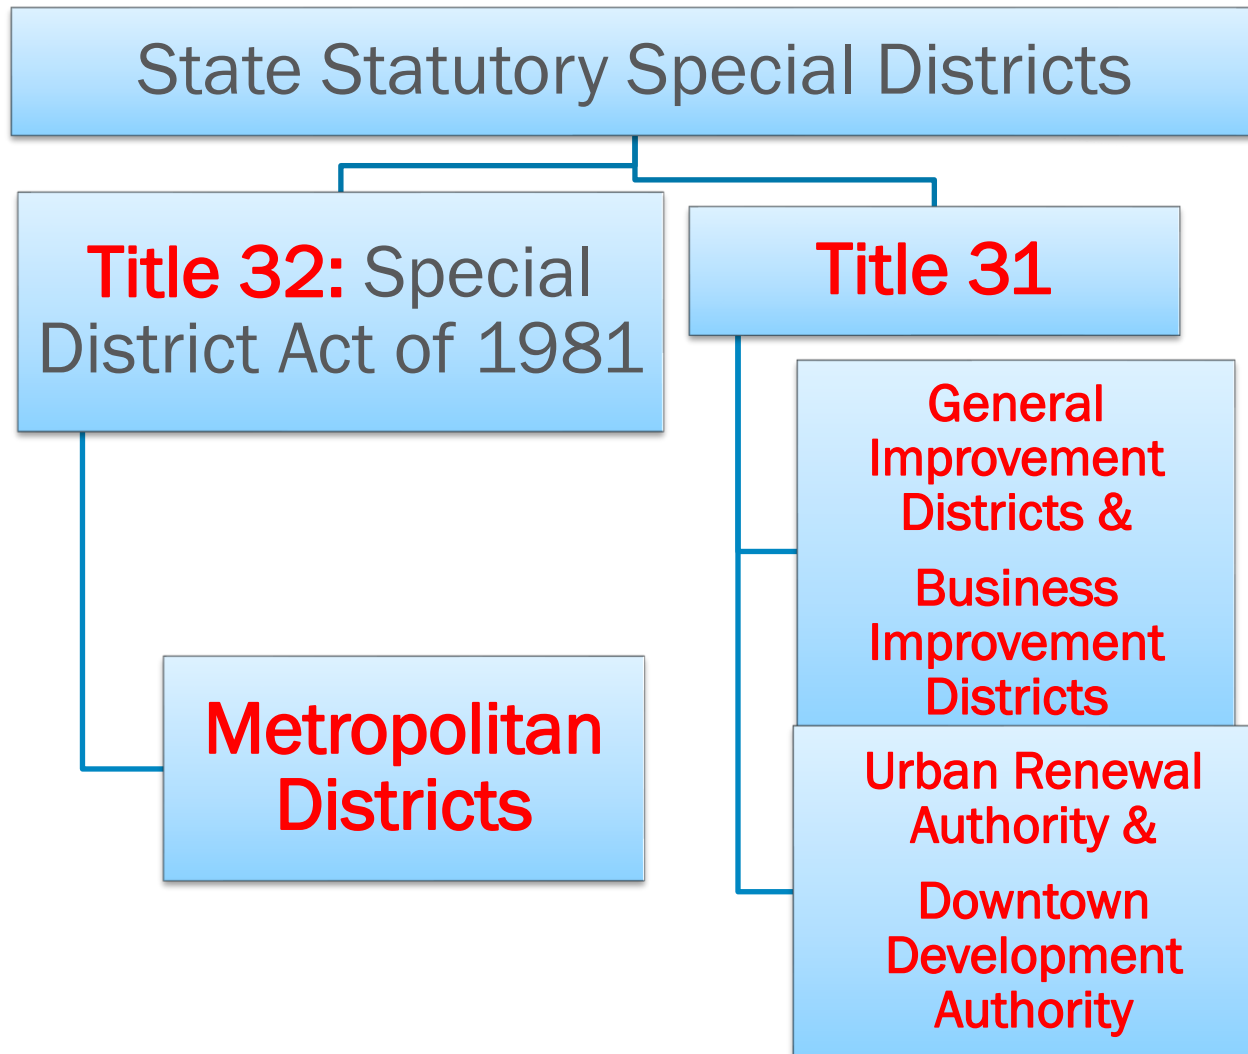 State Statutory Special Districts
Title 32: Special
District Act of 1981
Metropolitan
Districts
Title 31
General
Improvement
Districts &
Business
Improvement
Districts
Urban Renewal
Authority &
Downtown
Development
Authority